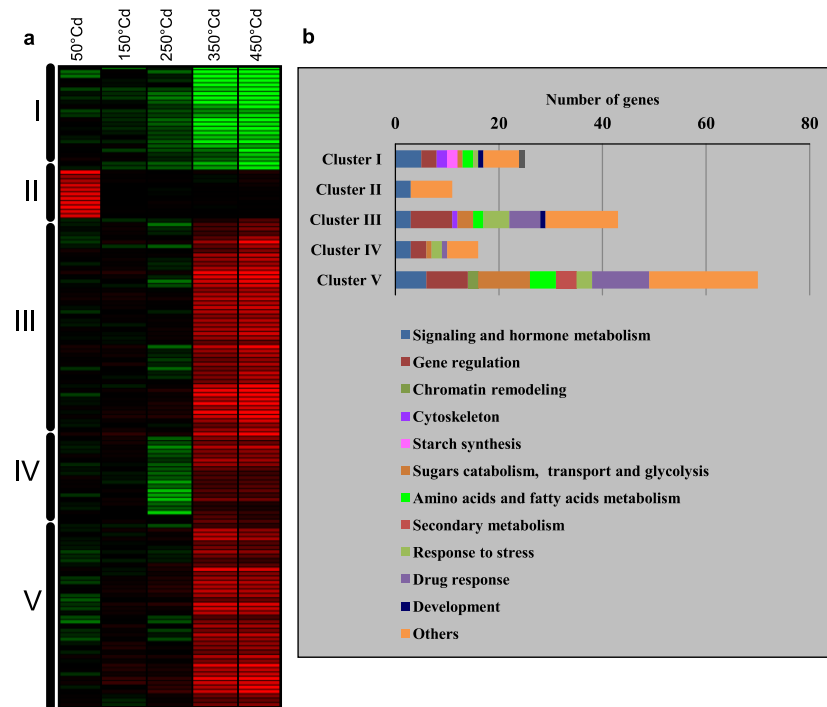 a
50°Cd
150°Cd
250°Cd
350°Cd
450°Cd
I
II
III
IV
V
b
Number of genes
0 20 40 60 80
Cluster I
Cluster II
Cluster III
Cluster IV
Cluster V
Signaling and hormone metabolism
Gene regulation
Chromatin remodeling
Cytoskeleton
Starch synthesis
Sugars catabolism, transport and glycolysis
Amino acids and fatty acids metabolism
Secondary metabolism
Response to stress
Drug response
Development
Others